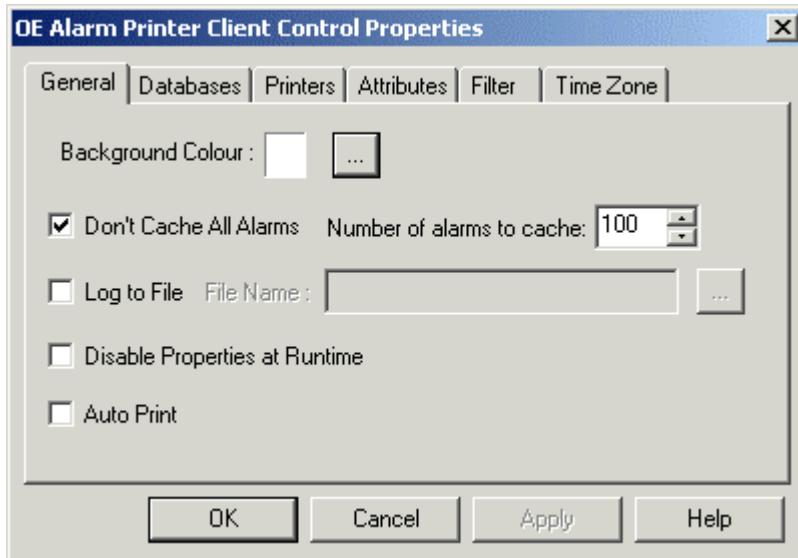 OE Alarm Printer Client Control Properties
General Databases Printers Attributes Filter Time Zone
Background Colour : ...
Don't Cache All Alarms Number of alarms to cache: 100
Log to File File Name : ...
Disable Properties at Runtime
Auto Print
OK Cancel Apply Help